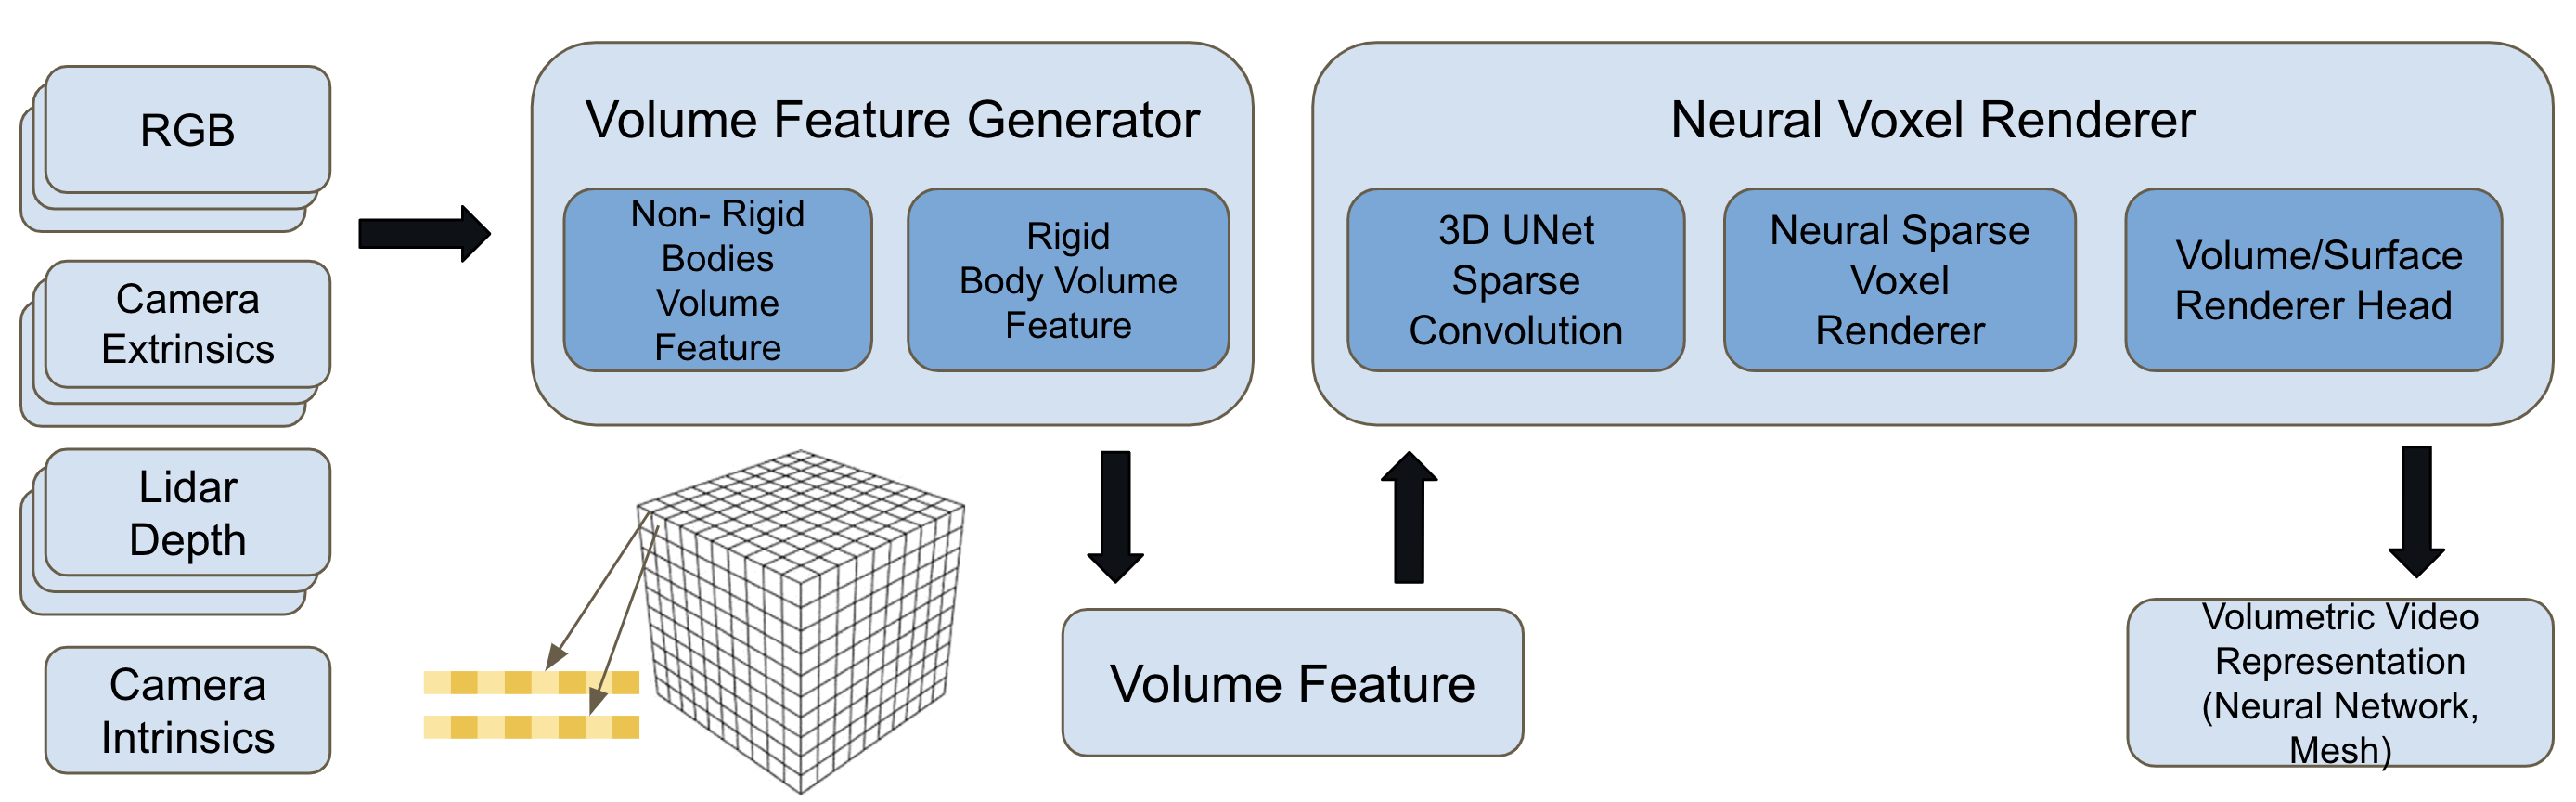 RGB
Camera
Extrinsics
Lidar
Depth
Camera
Intrinsics
Volume Feature Generator
Non- Rigid
Bodies
Volume
Feature
Rigid
Body Volume
Feature
Volume Feature
Neural Voxel Renderer
3D UNet
Sparse
Convolution
Neural Sparse
Voxel
Renderer
Volume/Surface
Renderer Head
Volumetric Video
Representation
(Neural Network,
Mesh)